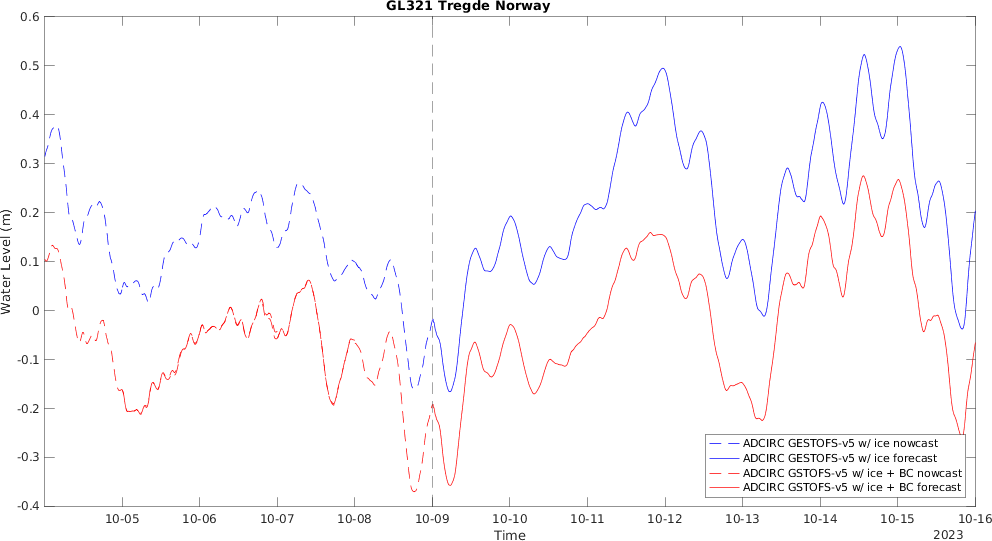 GL321 Tregde Norway
0.6
0.5
0.4
0.3
0.2
0.1
0
-0.1
-0.2
-0.3
-0.4
Water Level (m)
ADCIRC GESTOFS-v5 w/ ice nowcast
ADCIRC GESTOFS-v5 w/ ice forecast
ADCIRC GSTOFS-v5 w/ ice + BC nowcast
ADCIRC GSTOFS-v5 w/ ice + BC forecast
10-05 10-06 10-07 10-08 10-09 10-10 10-11 10-12 10-13 10-14 10-15 10-16
Time
2023